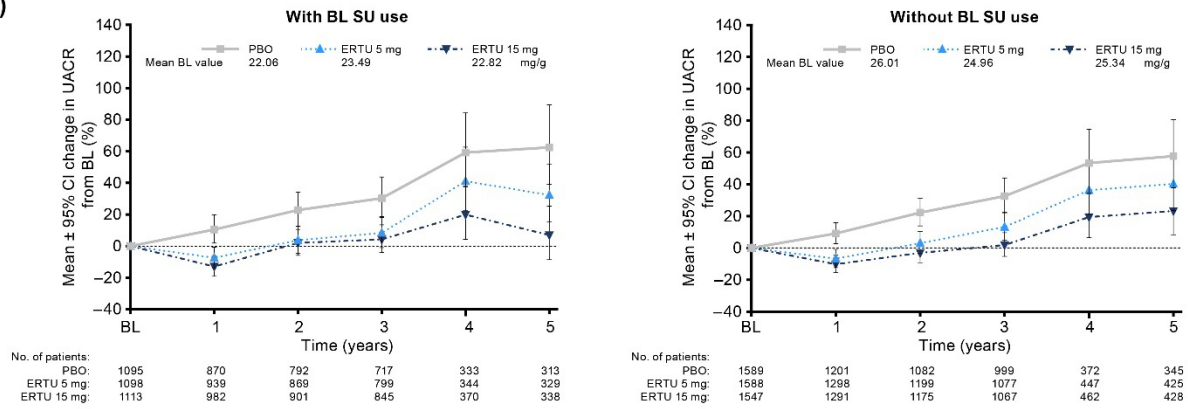 )
With BL SU use
140
120
100
80
60
40
20
0
–20
–40
Mean ± 95% CI change in UACR
from BL (%)
PBO ERTU 5 mg ERTU 15 mg
Mean BL value 22.06 23.49 22.82 mg/g
BL 1 2 3 4 5
Time (years)
No. of patients:
PBO: 1095 870 792 717 333 313
ERTU 5 mg: 1098 939 869 799 344 329
ERTU 15 mg: 1113 982 901 845 370 338
Without BL SU use
140
120
100
80
60
40
20
0
–20
–40
Mean ± 95% CI change in UACR
from BL (%)
PBO ERTU 5 mg ERTU 15 mg
Mean BL value 26.01 24.96 25.34 mg/g
BL 1 2 3 4 5
Time (years)
No. of patients:
PBO: 1589 1201 1082 999 372 345
ERTU 5 mg: 1588 1298 1199 1077 447 425
ERTU 15 mg: 1547 1291 1175 1067 462 428